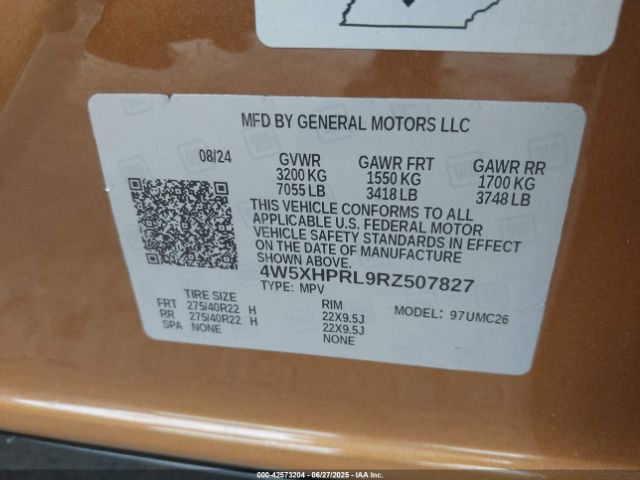 MFD BY GENERAL MOTORS LLC
08/24
GVWR GAWR FRT GAWR RR
3200 KG 1550 KG 1700 KG
7055 LB 3418 LB 3748 LB
THIS VEHICLE CONFORMS TO ALL
APPLICABLE U.S. FEDERAL MOTOR
VEHICLE SAFETY STANDARDS IN EFFECT
ON THE DATE OF MANUFACTURE
SHOWN ABOVE.
4W5XHPRL9RZ507827
TYPE: MPV
TIRE SIZE RIM
FRT 275/40R22 H 22X9.5J
RR 275/40R22 H 22X9.5J
SPA NONE NONE
MODEL: 97UMC26
000-42573204 - 06/27/2025 - IAA Inc.